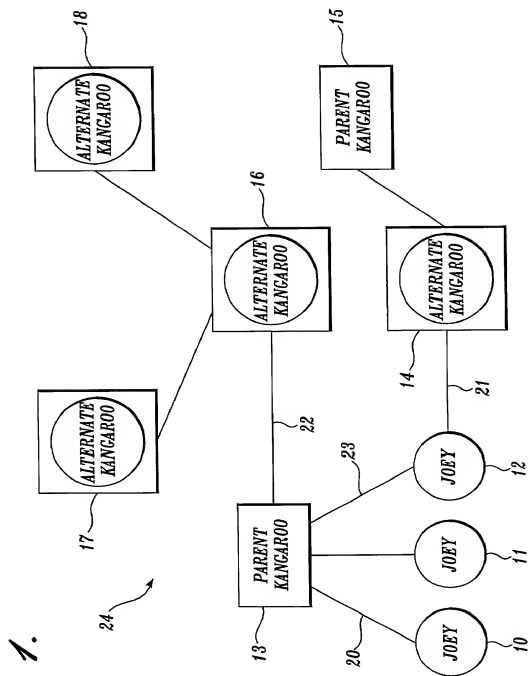 1.
24
17
ALTERNATE
KANGAROO
18
ALTERNATE
KANGAROO
16
ALTERNATE
KANGAROO
22
13
PARENT
KANGAROO
15
PARENT
KANGAROO
14
ALTERNATE
KANGAROO
20
23
21
10
JOEY
11
JOEY
12
JOEY